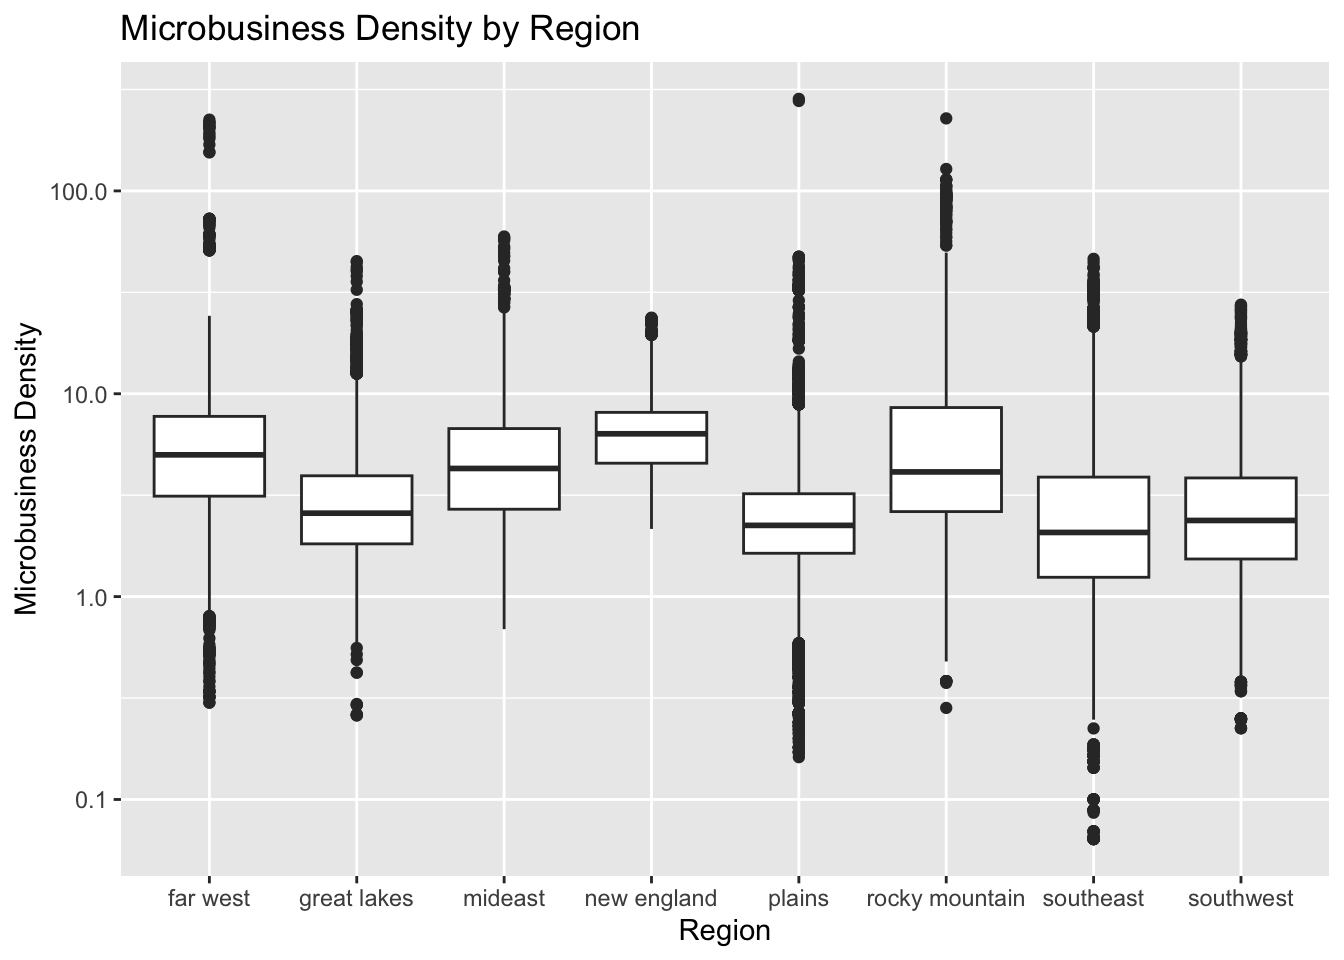 Microbusiness Density by Region
Microbusiness Density
100.0
10.0
1.0
0.1
far west great lakes mideast new england plains rocky mountain southeast southwest
Region